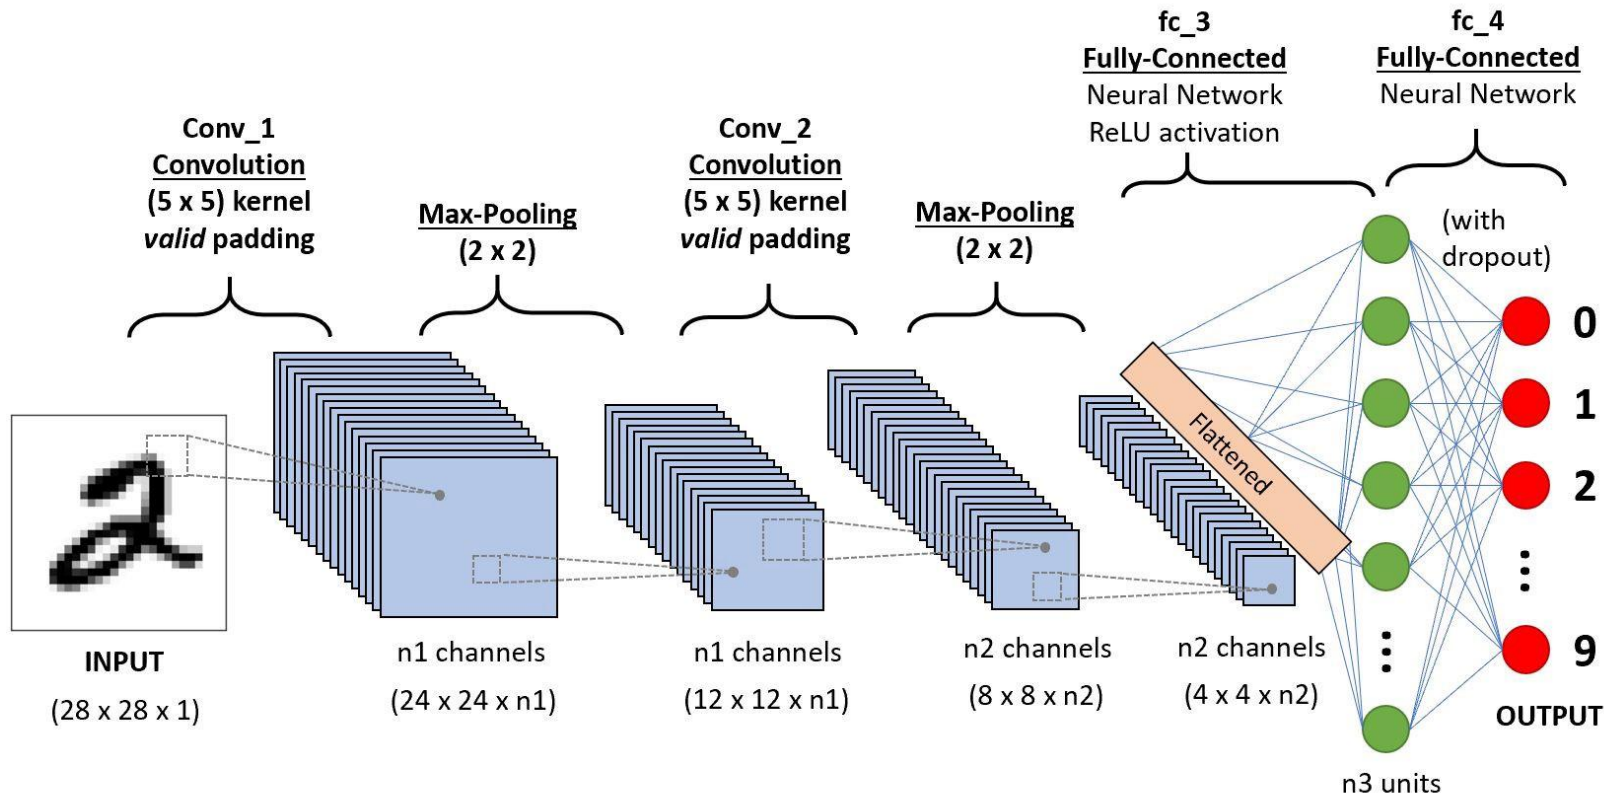 Conv_1
Convolution
(5 x 5) kernel
valid padding
Max-Pooling
(2 x 2)
Conv_2
Convolution
(5 x 5) kernel
valid padding
Max-Pooling
(2 x 2)
fc_3
Fully-Connected
Neural Network
ReLU activation
fc_4
Fully-Connected
Neural Network
(with
dropout)
2
INPUT
(28 x 28 x 1)
n1 channels
(24 x 24 x n1)
n1 channels
(12 x 12 x n1)
n2 channels
(8 x 8 x n2)
n2 channels
(4 x 4 x n2)
Flattened
n3 units
0
1
2
⋮
9
OUTPUT